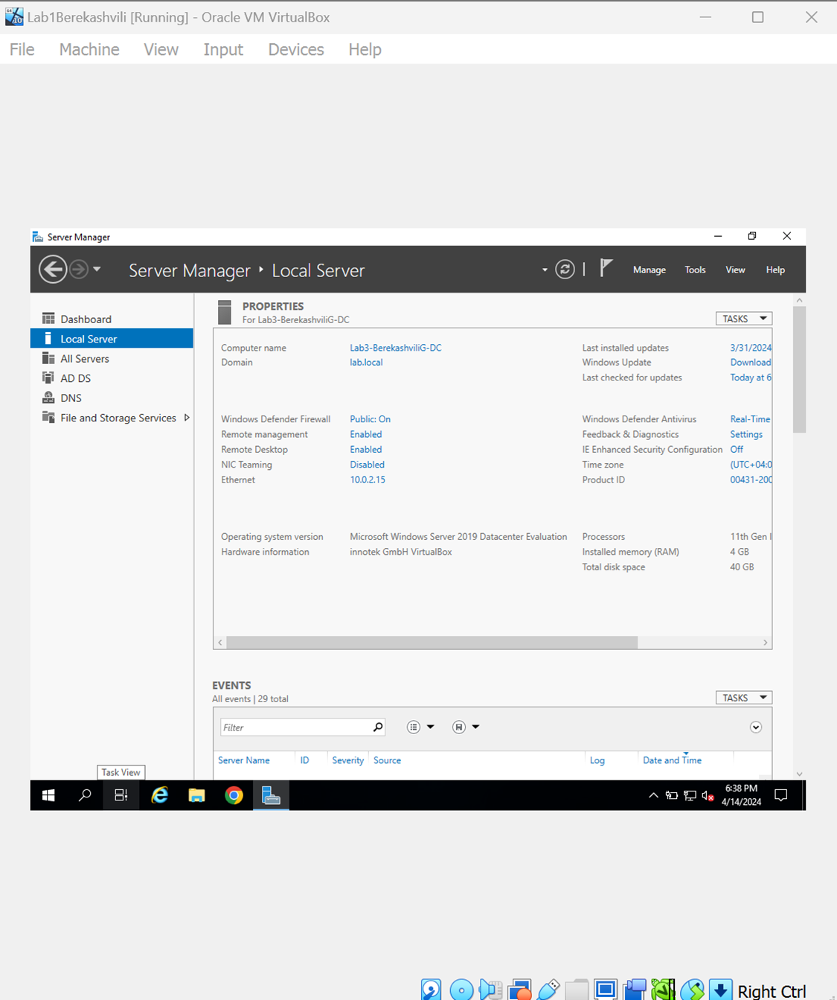 Lab1Berekashvili [Running] - Oracle VM VirtualBox
File Machine View Input Devices Help
Server Manager
Server Manager ‣ Local Server
Manage Tools View Help
Dashboard
Local Server
All Servers
AD DS
DNS
File and Storage Services
PROPERTIES
For Lab3-BerekashviliG-DC
TASKS
Computer name Lab3-BerekashviliG-DC Last installed updates 3/31/2024
Domain lab.local Windows Update Download
Last checked for updates Today at 6
Windows Defender Firewall Public: On Windows Defender Antivirus Real-Time
Remote management Enabled Feedback & Diagnostics Settings
Remote Desktop Enabled IE Enhanced Security Configuration Off
NIC Teaming Disabled Time zone (UTC+04:0
Ethernet 10.0.2.15 Product ID 00431-200
Operating system version Microsoft Windows Server 2019 Datacenter Evaluation Processors 11th Gen I
Hardware information innotek GmbH VirtualBox Installed memory (RAM) 4 GB
Total disk space 40 GB
EVENTS
All events | 29 total
TASKS
Filter
Server Name ID Severity Source Log Date and Time
Task View
6:38 PM
4/14/2024
Right Ctrl